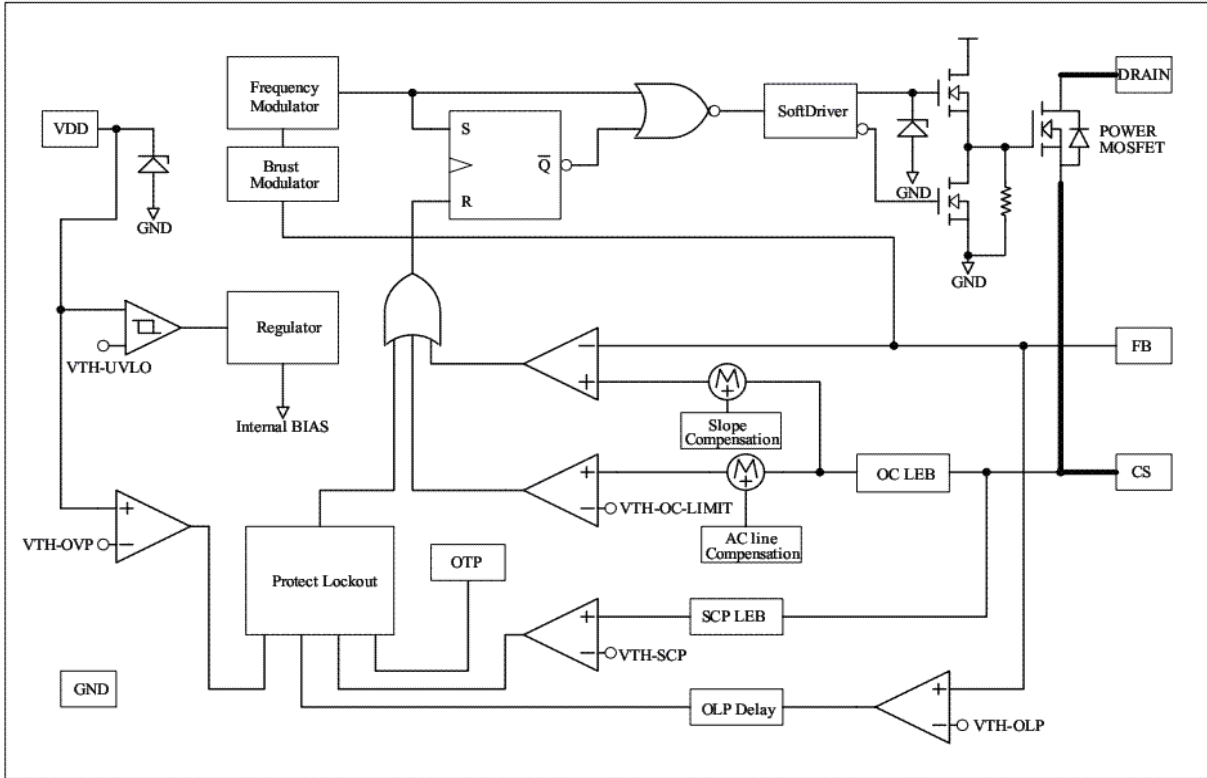 DRAIN
Frequency
Modulator
SoftDriver
VDD
S
POWER
MOSFET
Brust
Modulator
Q
GND
R
GND
GND
Regulator
FB
VTH-UVLO
Slope
Compensation
Internal BIAS
OC LEB
CS
VTH-OC-LIMIT
VTH-OVP
AC line
Compensation
OTP
Protect Lockout
SCP LEB
VTH-SCP
GND
OLP Delay
VTH-OLP